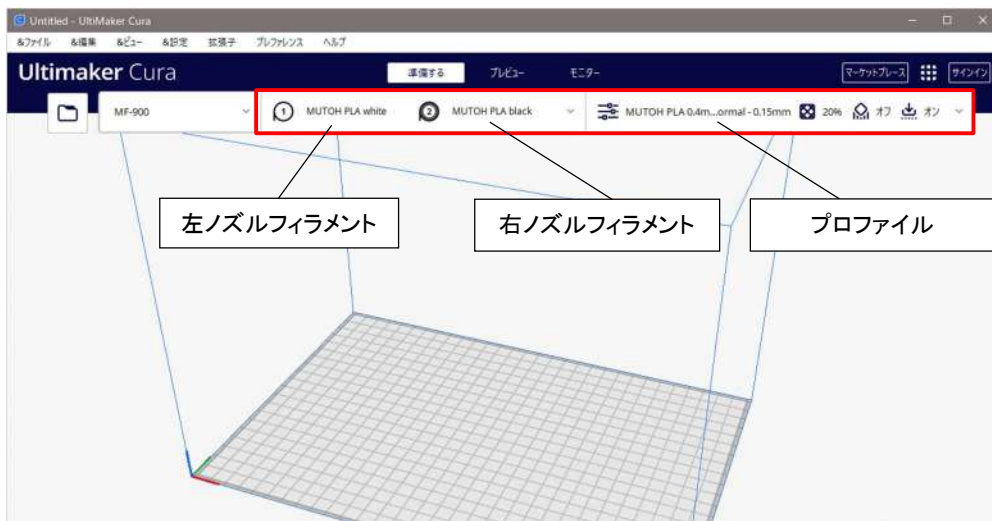 Untitled - UltiMaker Cura
&ファイル &編集 &ビュー &設定 拡張子 プレファレンス ヘルプ
Ultimaker Cura 準備する プレビュー モニター マーケットプレース サインイン
MF-900 1 MUTOH PLA white 2 MUTOH PLA black MUTOH PLA 0.4m...ormal - 0.15mm 20% オフ オン
左ノズルフィラメント 右ノズルフィラメント プロファイル